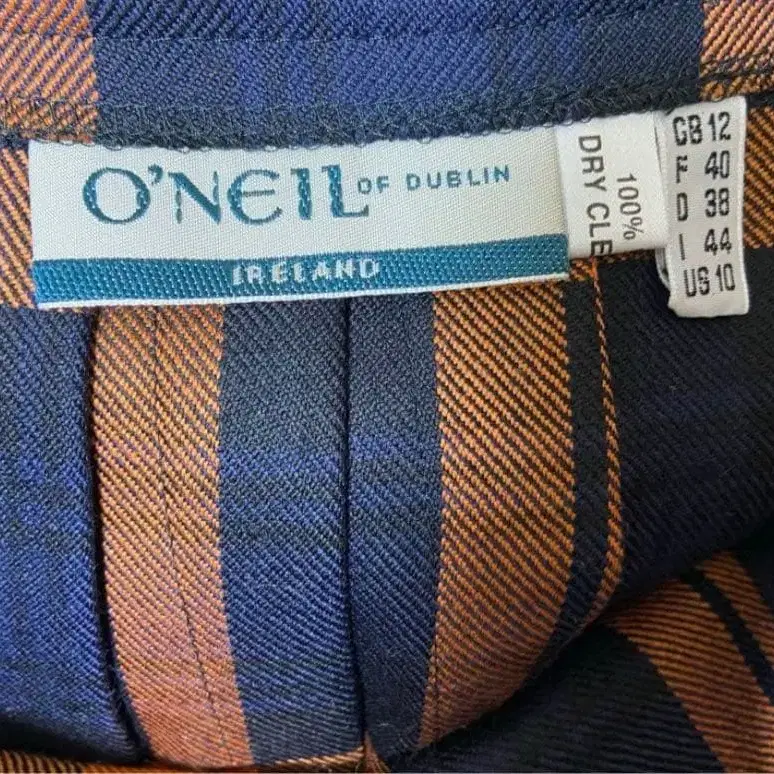 O'NEIL OF DUBLIN
IRELAND
100%
DRY CLE
GB 12
F 40
D 38
I 44
US 10